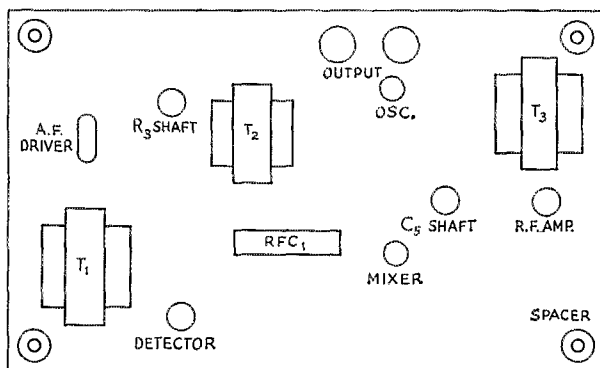 OUTPUT
OSC.
A.F.
DRIVER
R3 SHAFT
T2
T3
C5 SHAFT
R.F. AMP.
RFC1
MIXER
T1
DETECTOR
SPACER